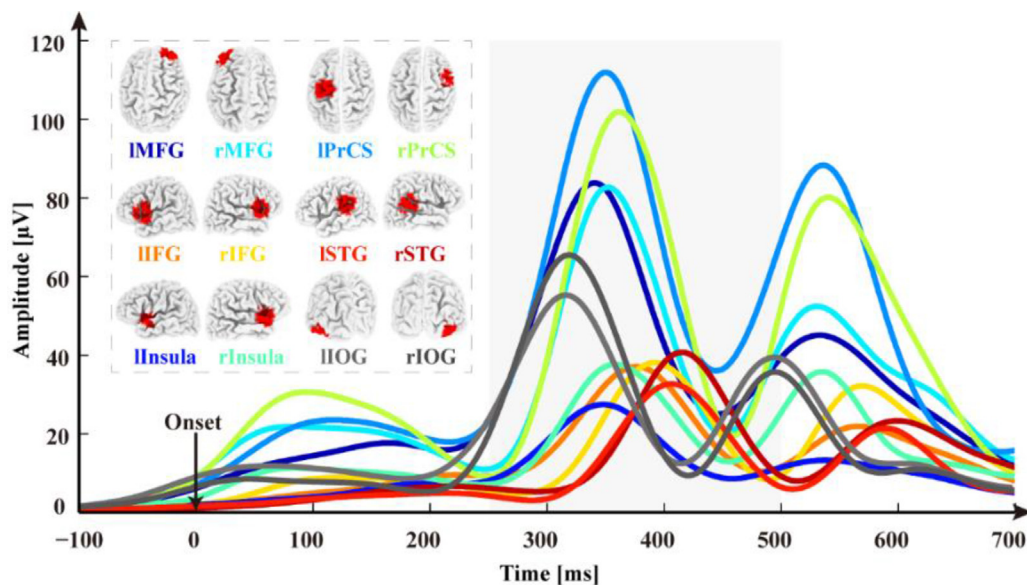 120
100
80
60
40
20
0
Amplitude [μV]
lMFG rMFG lPrCS rPrCS
lIFG rIFG lSTG rSTG
lInsula rInsula lIOG rIOG
Onset
−100 0 100 200 300 400 500 600 700
Time [ms]